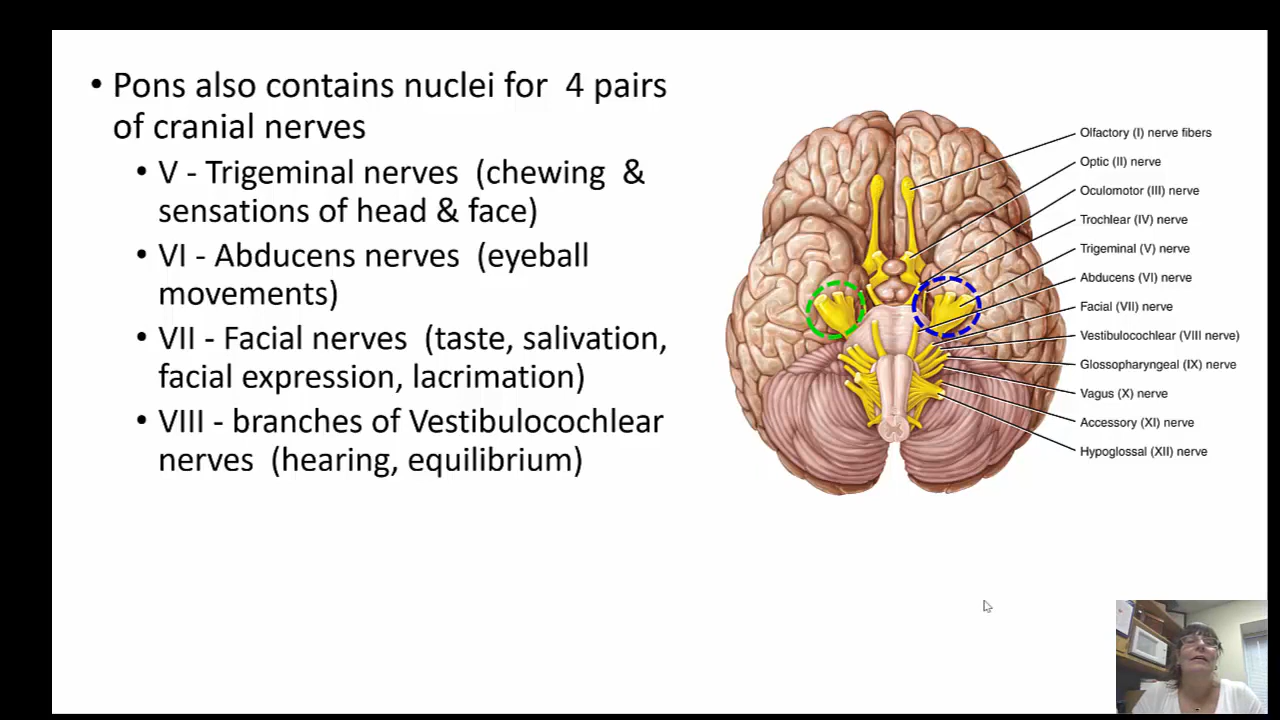 • Pons also contains nuclei for 4 pairs
of cranial nerves
• V - Trigeminal nerves (chewing &
sensations of head & face)
• VI - Abducens nerves (eyeball
movements)
• VII - Facial nerves (taste, salivation,
facial expression, lacrimation)
• VIII - branches of Vestibulocochlear
nerves (hearing, equilibrium)
Olfactory (I) nerve fibers
Optic (II) nerve
Oculomotor (III) nerve
Trochlear (IV) nerve
Trigeminal (V) nerve
Abducens (VI) nerve
Facial (VII) nerve
Vestibulocochlear (VIII nerve)
Glossopharyngeal (IX) nerve
Vagus (X) nerve
Accessory (XI) nerve
Hypoglossal (XII) nerve